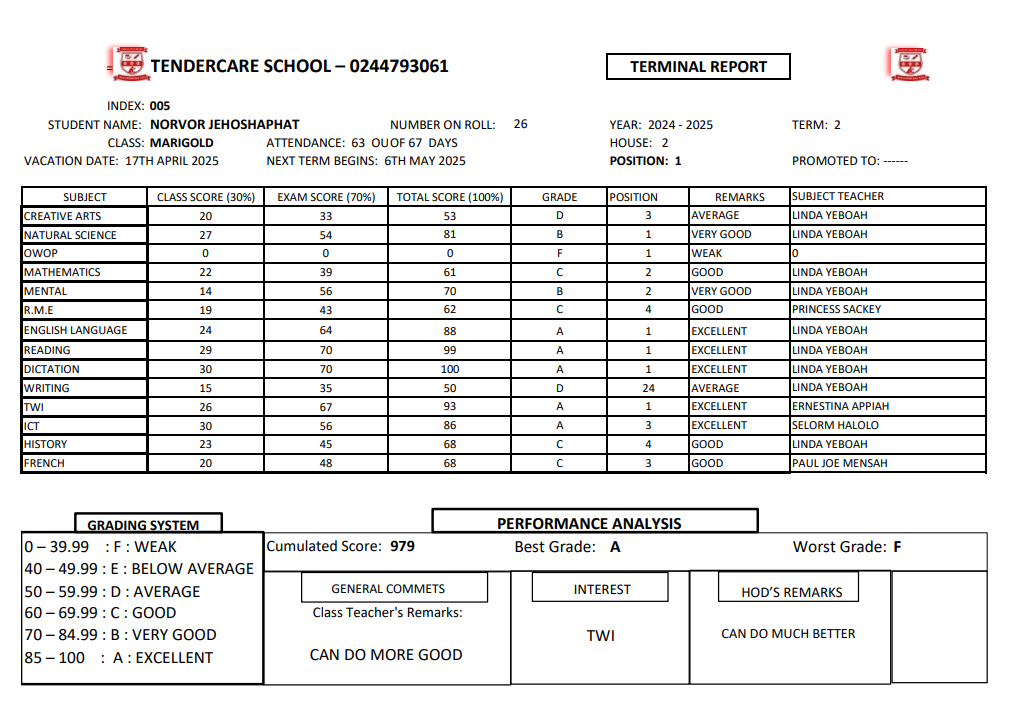 TENDERCARE SCHOOL – 0244793061 TERMINAL REPORT
INDEX: 005
STUDENT NAME: NORVOR JEHOSHAPHAT NUMBER ON ROLL: 26 YEAR: 2024 - 2025 TERM: 2
CLASS: MARIGOLD ATTENDANCE: 63 OUOF 67 DAYS HOUSE: 2
VACATION DATE: 17TH APRIL 2025 NEXT TERM BEGINS: 6TH MAY 2025 POSITION: 1 PROMOTED TO: ------
SUBJECT CLASS SCORE (30%) EXAM SCORE (70%) TOTAL SCORE (100%) GRADE POSITION REMARKS SUBJECT TEACHER
CREATIVE ARTS 20 33 53 D 3 AVERAGE LINDA YEBOAH
NATURAL SCIENCE 27 54 81 B 1 VERY GOOD LINDA YEBOAH
OWOP 0 0 0 F 1 WEAK 0
MATHEMATICS 22 39 61 C 2 GOOD LINDA YEBOAH
MENTAL 14 56 70 B 2 VERY GOOD LINDA YEBOAH
R.M.E 19 43 62 C 4 GOOD PRINCESS SACKEY
ENGLISH LANGUAGE 24 64 88 A 1 EXCELLENT LINDA YEBOAH
READING 29 70 99 A 1 EXCELLENT LINDA YEBOAH
DICTATION 30 70 100 A 1 EXCELLENT LINDA YEBOAH
WRITING 15 35 50 D 24 AVERAGE LINDA YEBOAH
TWI 26 67 93 A 1 EXCELLENT ERNESTINA APPIAH
ICT 30 56 86 A 3 EXCELLENT SELORM HALOLO
HISTORY 23 45 68 C 4 GOOD LINDA YEBOAH
FRENCH 20 48 68 C 3 GOOD PAUL JOE MENSAH
GRADING SYSTEM
0 – 39.99 : F : WEAK
40 – 49.99 : E : BELOW AVERAGE
50 – 59.99 : D : AVERAGE
60 – 69.99 : C : GOOD
70 – 84.99 : B : VERY GOOD
85 – 100 : A : EXCELLENT
PERFORMANCE ANALYSIS
Cumulated Score: 979 Best Grade: A Worst Grade: F
GENERAL COMMETS
Class Teacher's Remarks:
CAN DO MORE GOOD
INTEREST
TWI
HOD'S REMARKS
CAN DO MUCH BETTER